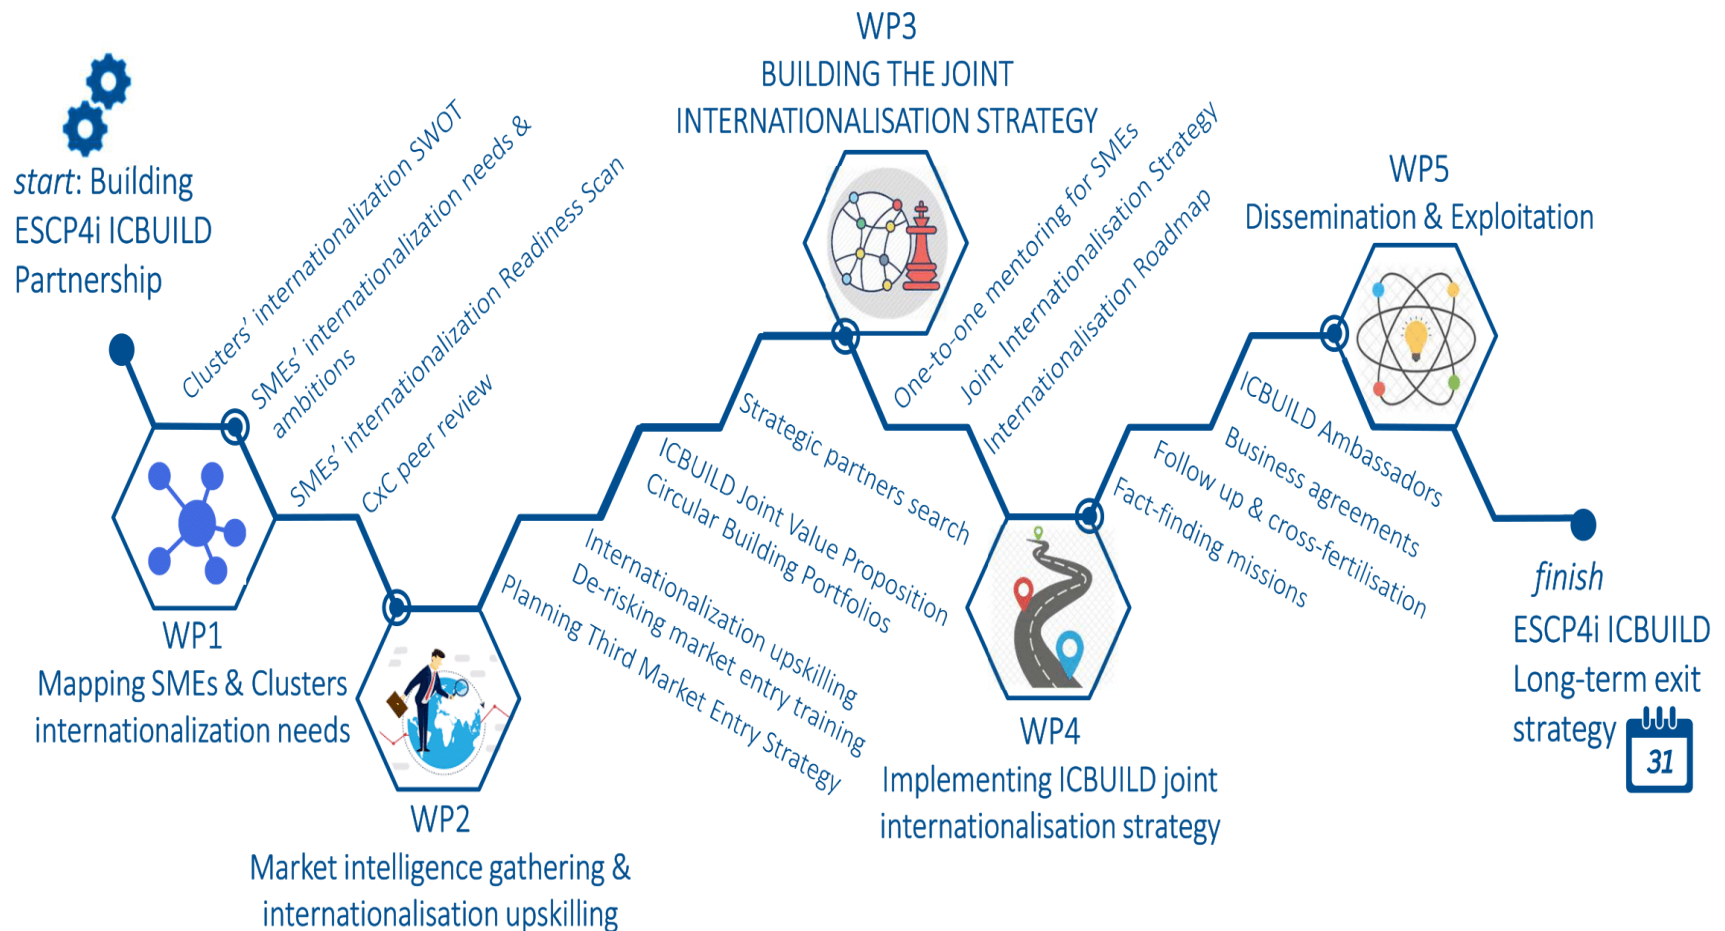 start: Building
ESCP4i ICBUILD
Partnership
Clusters' internationalization SWOT
SMEs' internationalization needs &
ambitions
SMEs' internationalization Readiness Scan
CxC peer review
WP1
Mapping SMEs & Clusters
internationalization needs
WP2
Market intelligence gathering &
internationalisation upskilling
Planning Third Market Entry Strategy
De-risking market entry training
Internationalization upskilling
Circular Building Portfolios
ICBUILD Joint Value Proposition
Strategic partners search
WP3
BUILDING THE JOINT
INTERNATIONALISATION STRATEGY
One-to-one mentoring for SMEs
Joint Internationalisation Strategy
Internationalisation Roadmap
WP4
Implementing ICBUILD joint
internationalisation strategy
Fact-finding missions
Follow up & cross-fertilisation
Business agreements
ICBUILD Ambassadors
WP5
Dissemination & Exploitation
finish
ESCP4i ICBUILD
Long-term exit
strategy
31